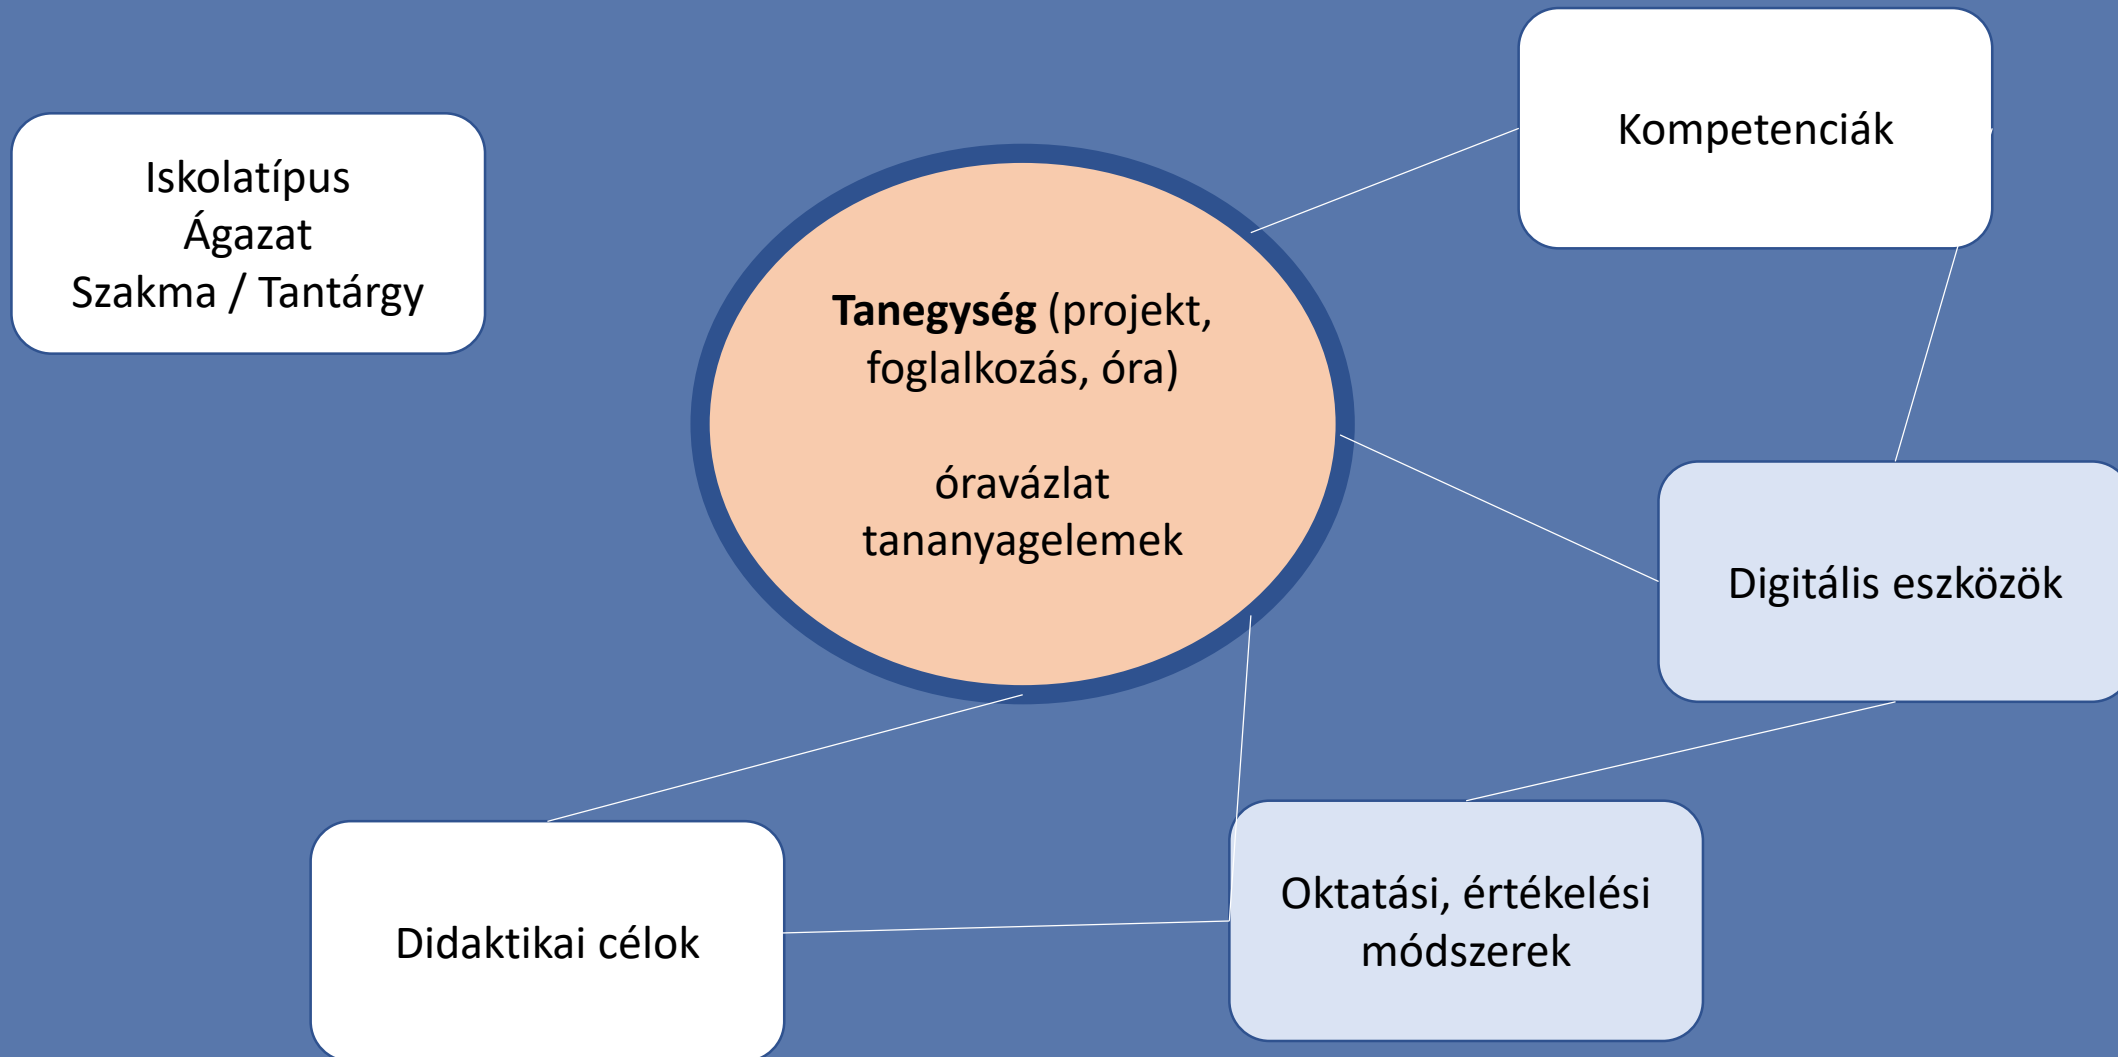 Iskolatípus
Ágazat
Szakma / Tantárgy
Tanegység (projekt,
foglalkozás, óra)
óravázlat
tananyagelemek
Kompetenciák
Digitális eszközök
Oktatási, értékelési
módszerek
Didaktikai célok